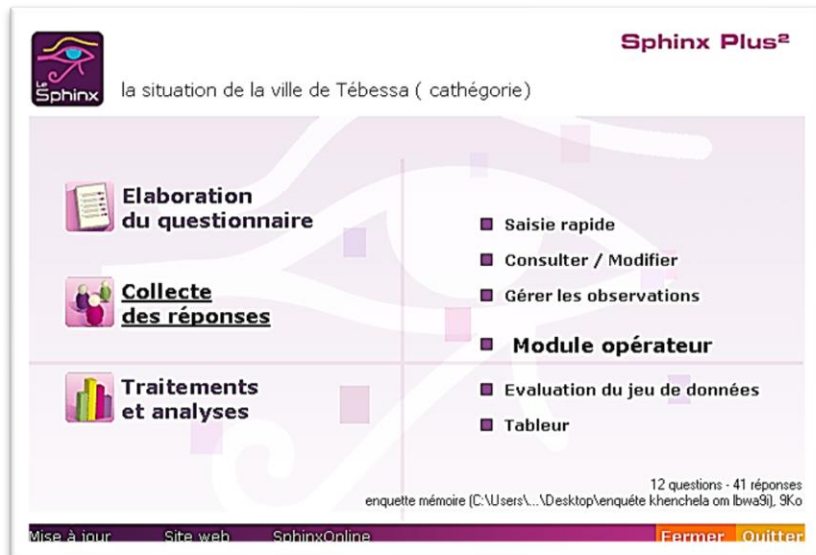 Sphinx Plus²
Le
Sphinx
la situation de la ville de Tébessa ( cathégorie)
Elaboration
du questionnaire
Collecte
des réponses
Traitements
et analyses
Saisie rapide
Consulter / Modifier
Gérer les observations
Module opérateur
Evaluation du jeu de données
Tableur
12 questions - 41 réponses
enquette mémoire (C:\Users\...\Desktop\enquéte khenchela om lbwa9i), 9Ko
Mise à jour Site web SphinxOnline Fermer Quitter